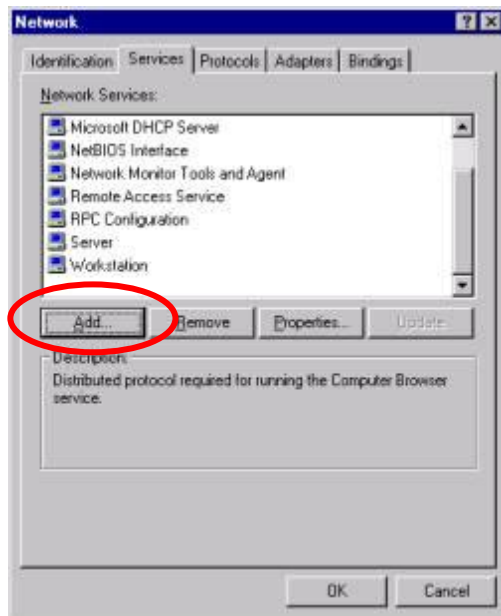 Network
Identification Services Protocols Adapters Bindings
Network Services:
Microsoft DHCP Server
NetBIOS Interface
Network Monitor Tools and Agent
Remote Access Service
RPC Configuration
Server
Workstation
Add... Remove Properties... Update
Description:
Distributed protocol required for running the Computer Browser
service.
OK Cancel